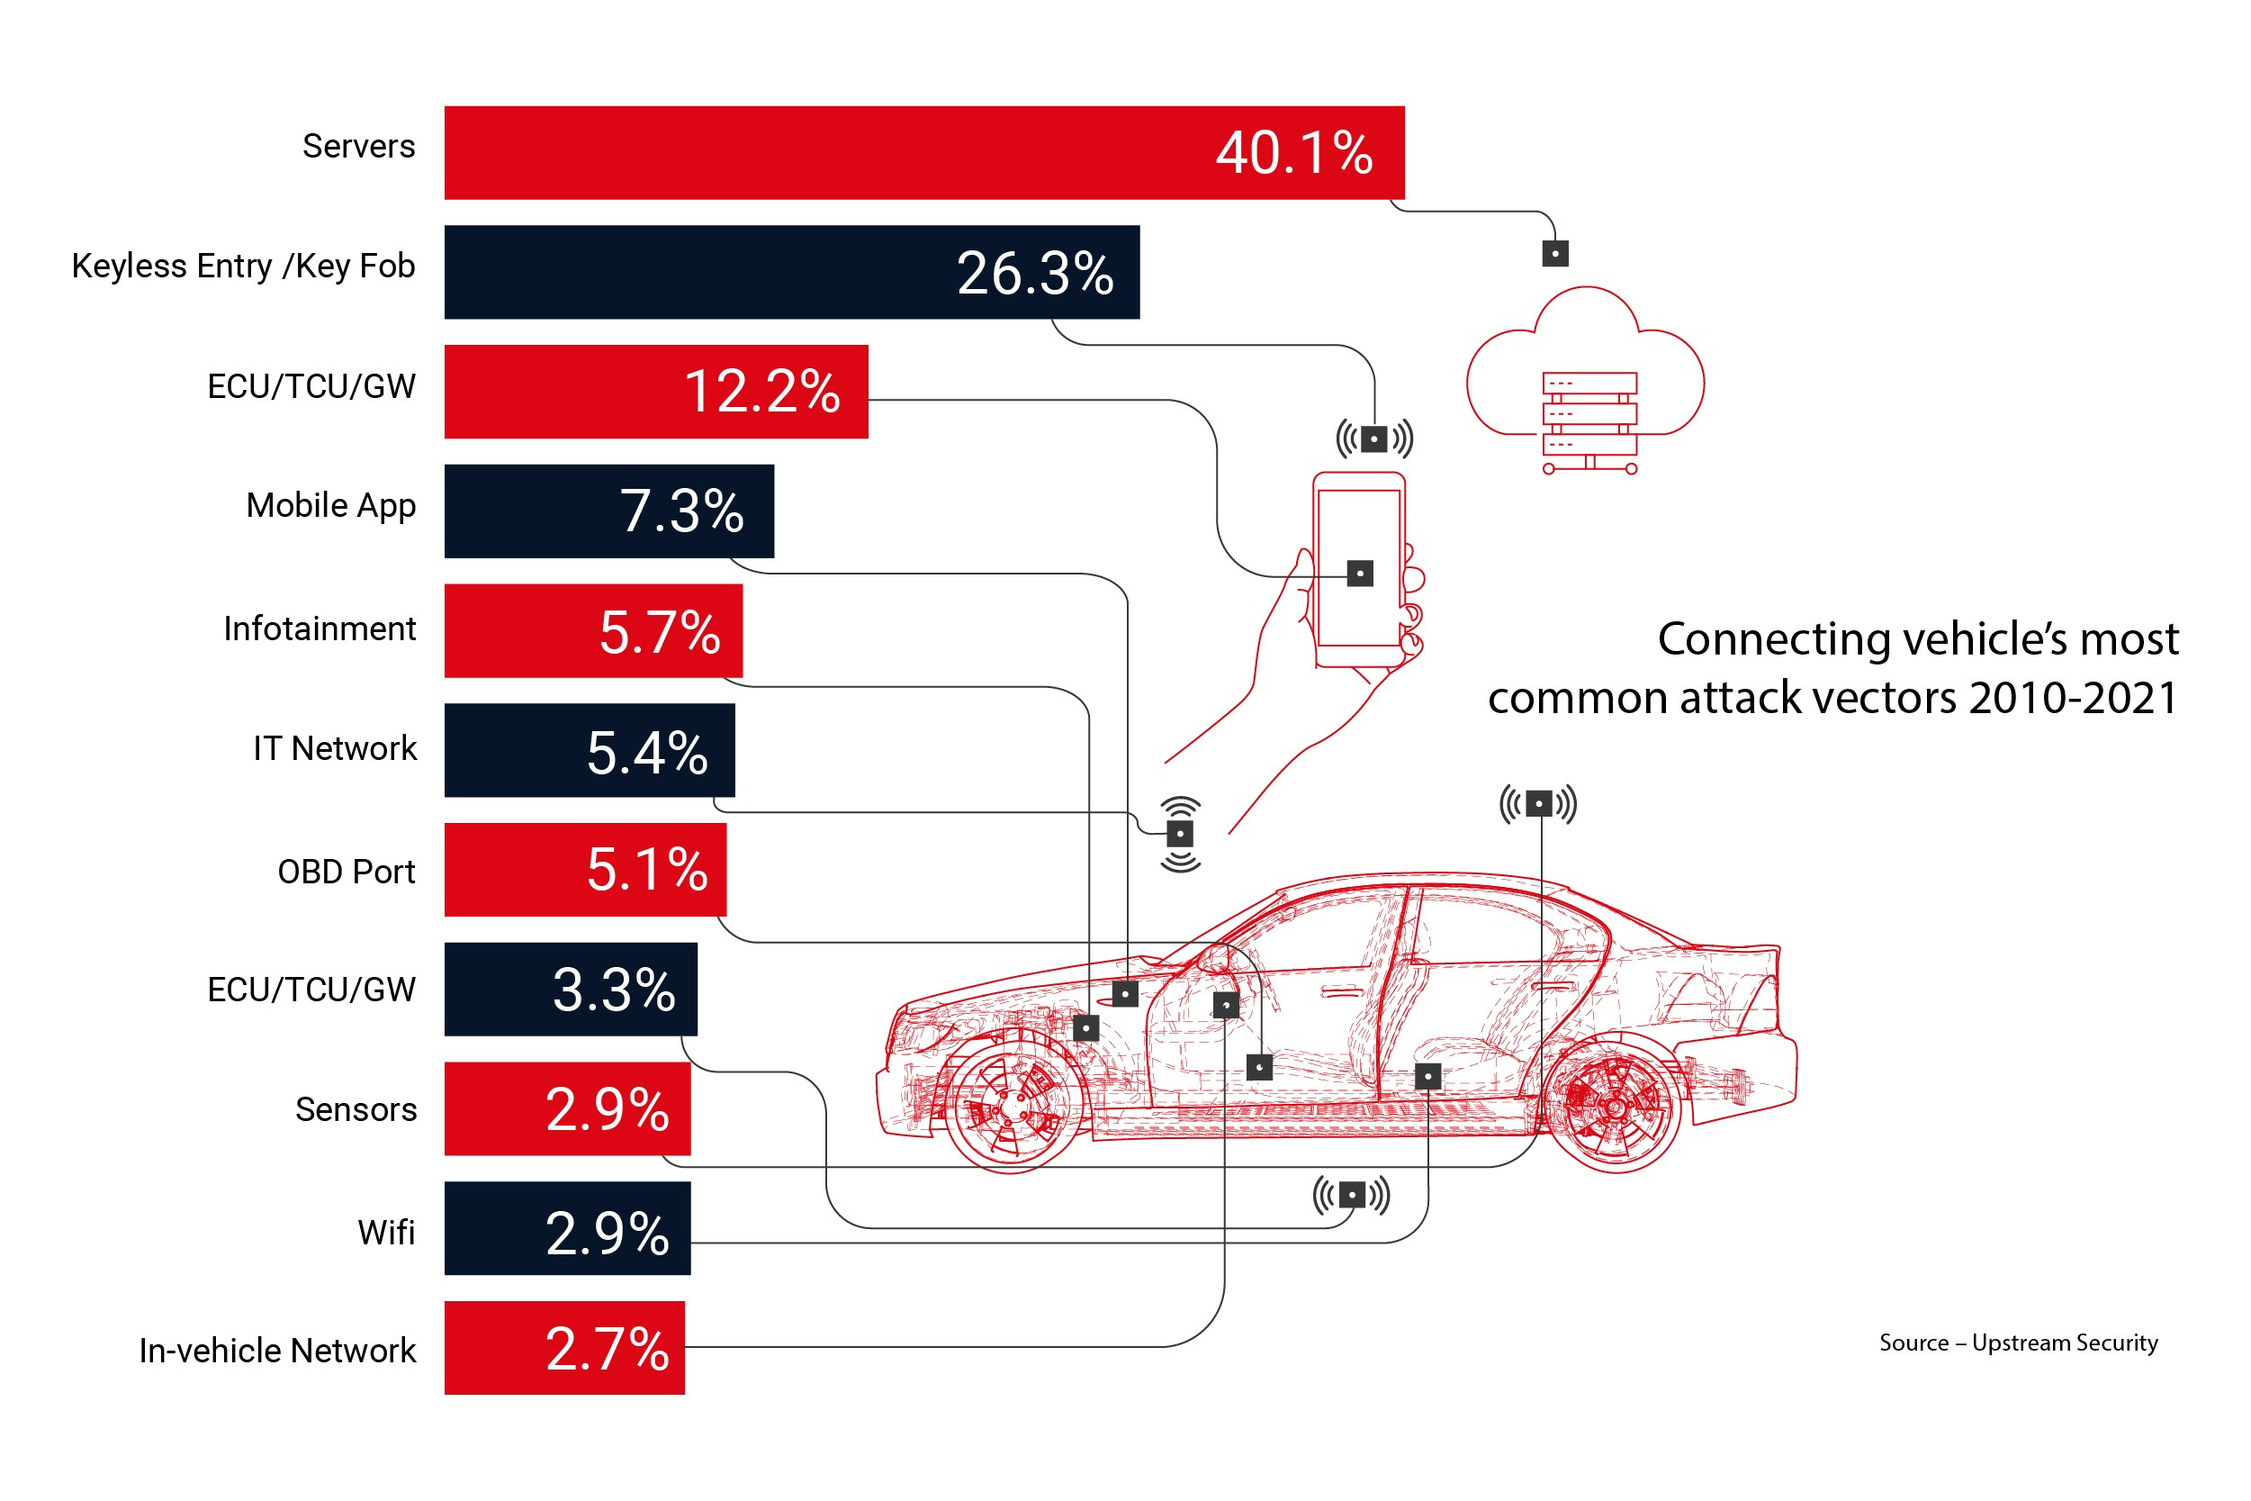 Servers 40.1%
Keyless Entry /Key Fob 26.3%
ECU/TCU/GW 12.2%
Mobile App 7.3%
Infotainment 5.7%
IT Network 5.4%
OBD Port 5.1%
ECU/TCU/GW 3.3%
Sensors 2.9%
Wifi 2.9%
In-vehicle Network 2.7%
Connecting vehicle’s most
common attack vectors 2010-2021
Source – Upstream Security